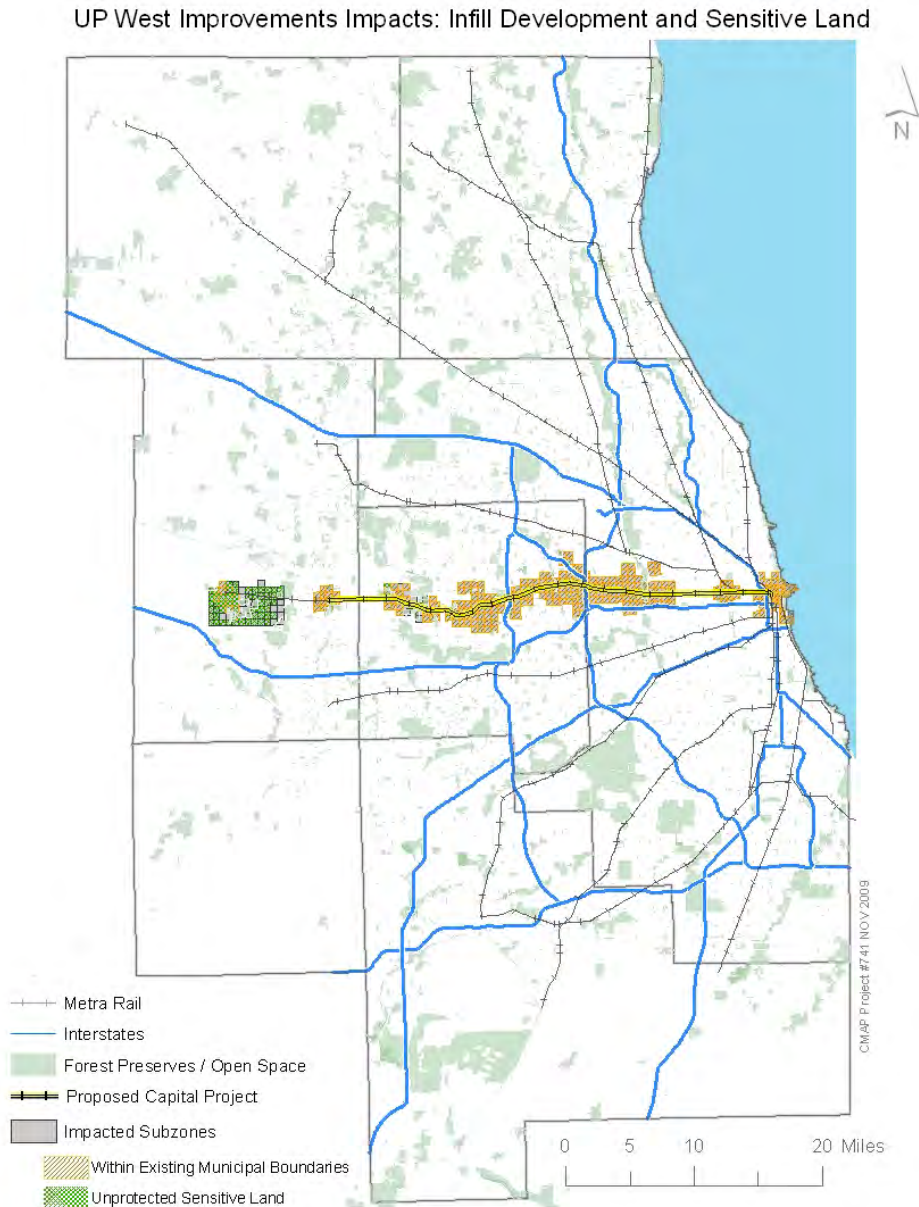 UP West Improvements Impacts: Infill Development and Sensitive Land
N
CMAP Project #741 NOV 2009
Metra Rail
Interstates
Forest Preserves / Open Space
Proposed Capital Project
Impacted Subzones
Within Existing Municipal Boundaries
Unprotected Sensitive Land
0 5 10 20 Miles